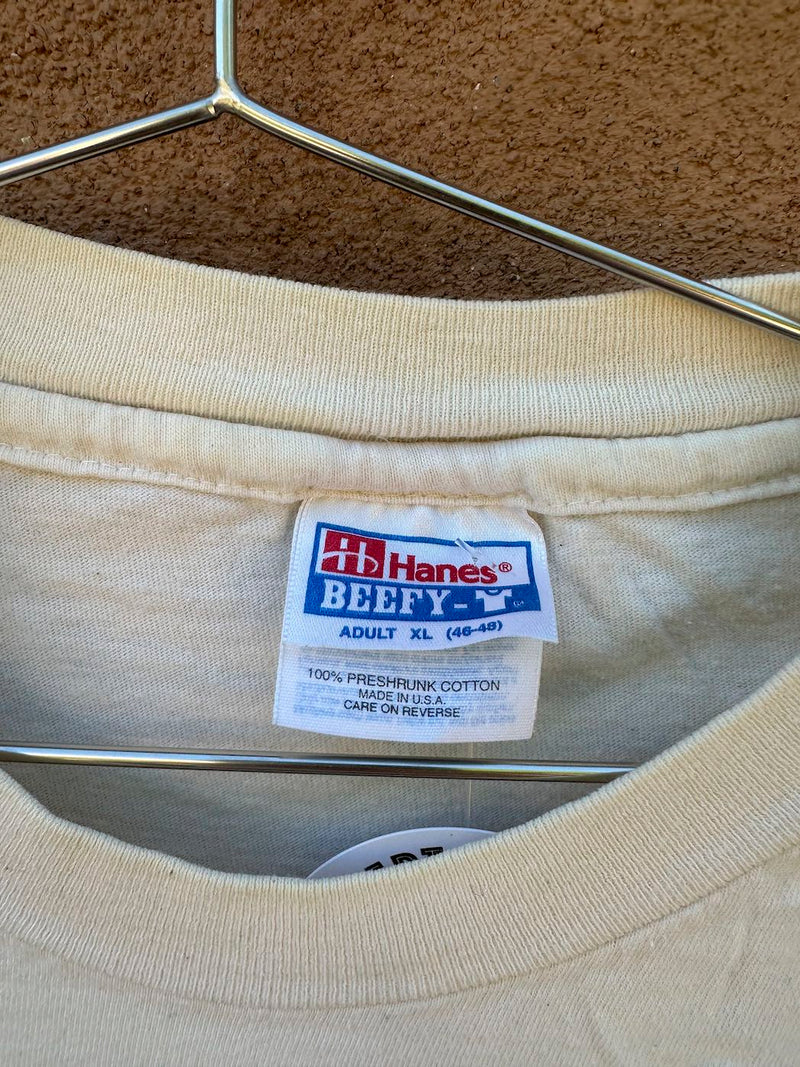 Hanes®
BEEFY-T
ADULT XL (46-48)
100% PRESHRUNK COTTON
MADE IN U.S.A.
CARE ON REVERSE